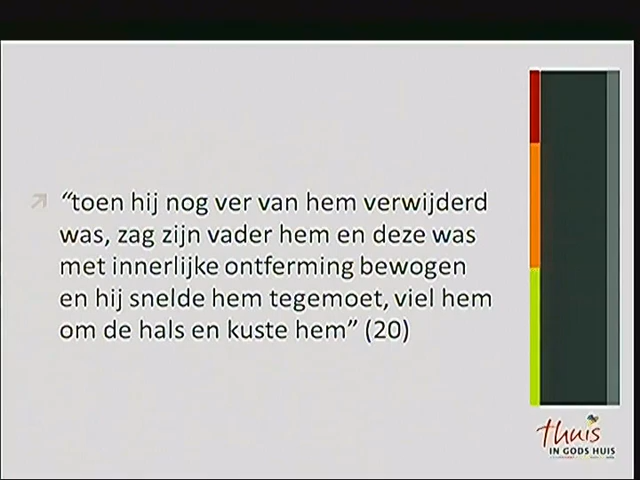 “toen hij nog ver van hem verwijderd
was, zag zijn vader hem en deze was
met innerlijke ontferming bewogen
en hij snelde hem tegemoet, viel hem
om de hals en kuste hem” (20)
thuis
IN GODS HUIS